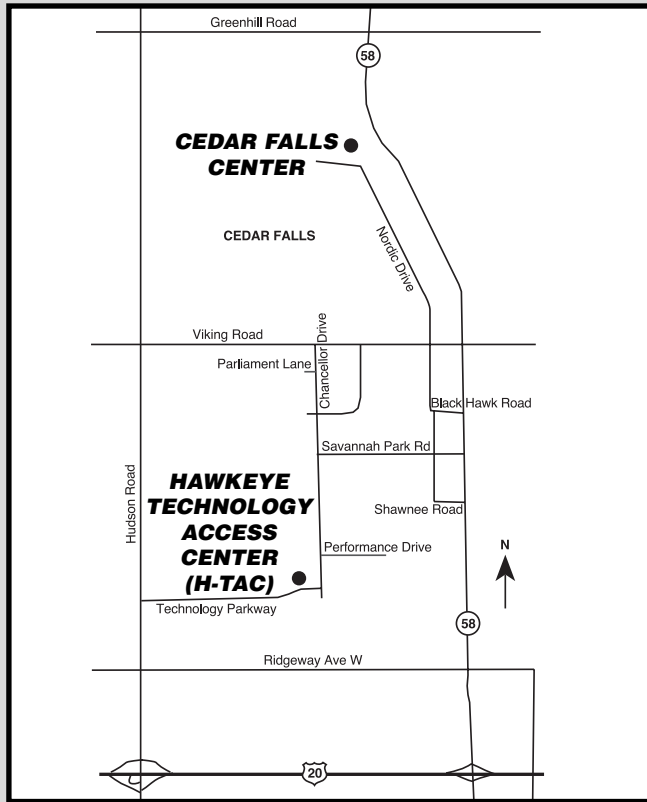 Greenhill Road
58
CEDAR FALLS
CENTER
CEDAR FALLS
Nordic Drive
Viking Road
Chancellor Drive
Parliament Lane
Black Hawk Road
Savannah Park Rd
Hudson Road
HAWKEYE
TECHNOLOGY
ACCESS
CENTER
(H-TAC)
Shawnee Road
Performance Drive
N
Technology Parkway
58
Ridgeway Ave W
20